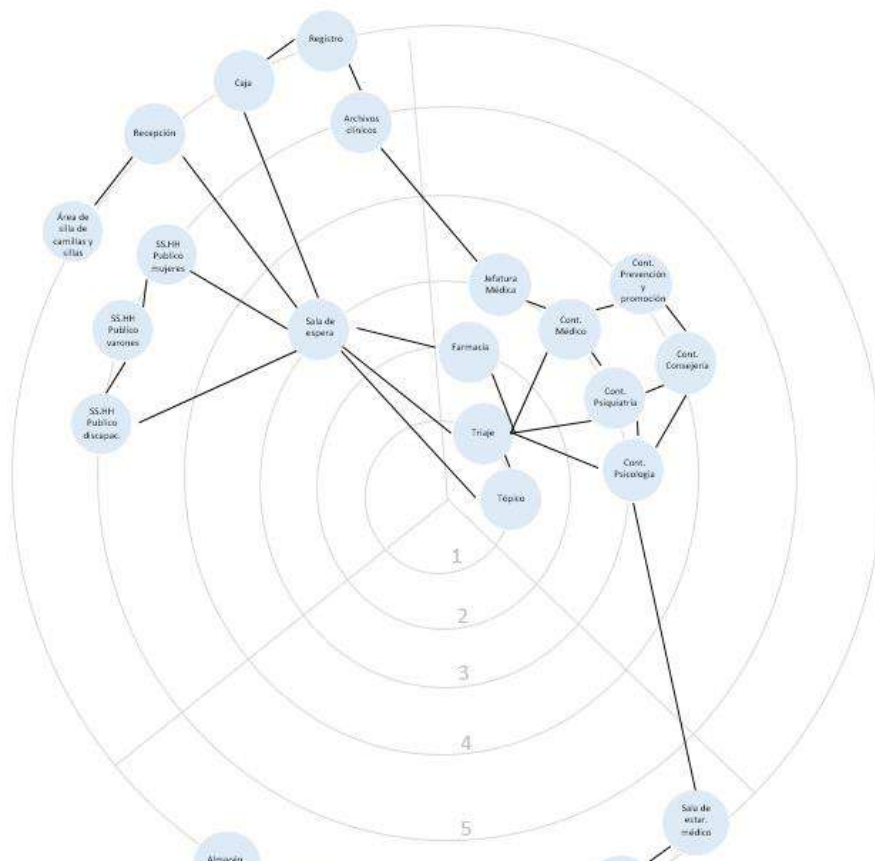 Registro
Caja
Archivos
clínicos
Recepción
Área de
silla de
camillas y
sillas
SS.HH
Publico
mujeres
Jefatura
Médica
Cont.
Prevención
y
promoción
SS.HH
Publico
varones
Sala de
espera
Cont.
Médico
Farmacia
Cont.
Consejería
Cont.
Psiquiatría
SS.HH
Publico
discapac.
Triaje
Cont.
Psicología
Tópico
1
2
3
4
5
Sala de
estar.
médico
Almacén